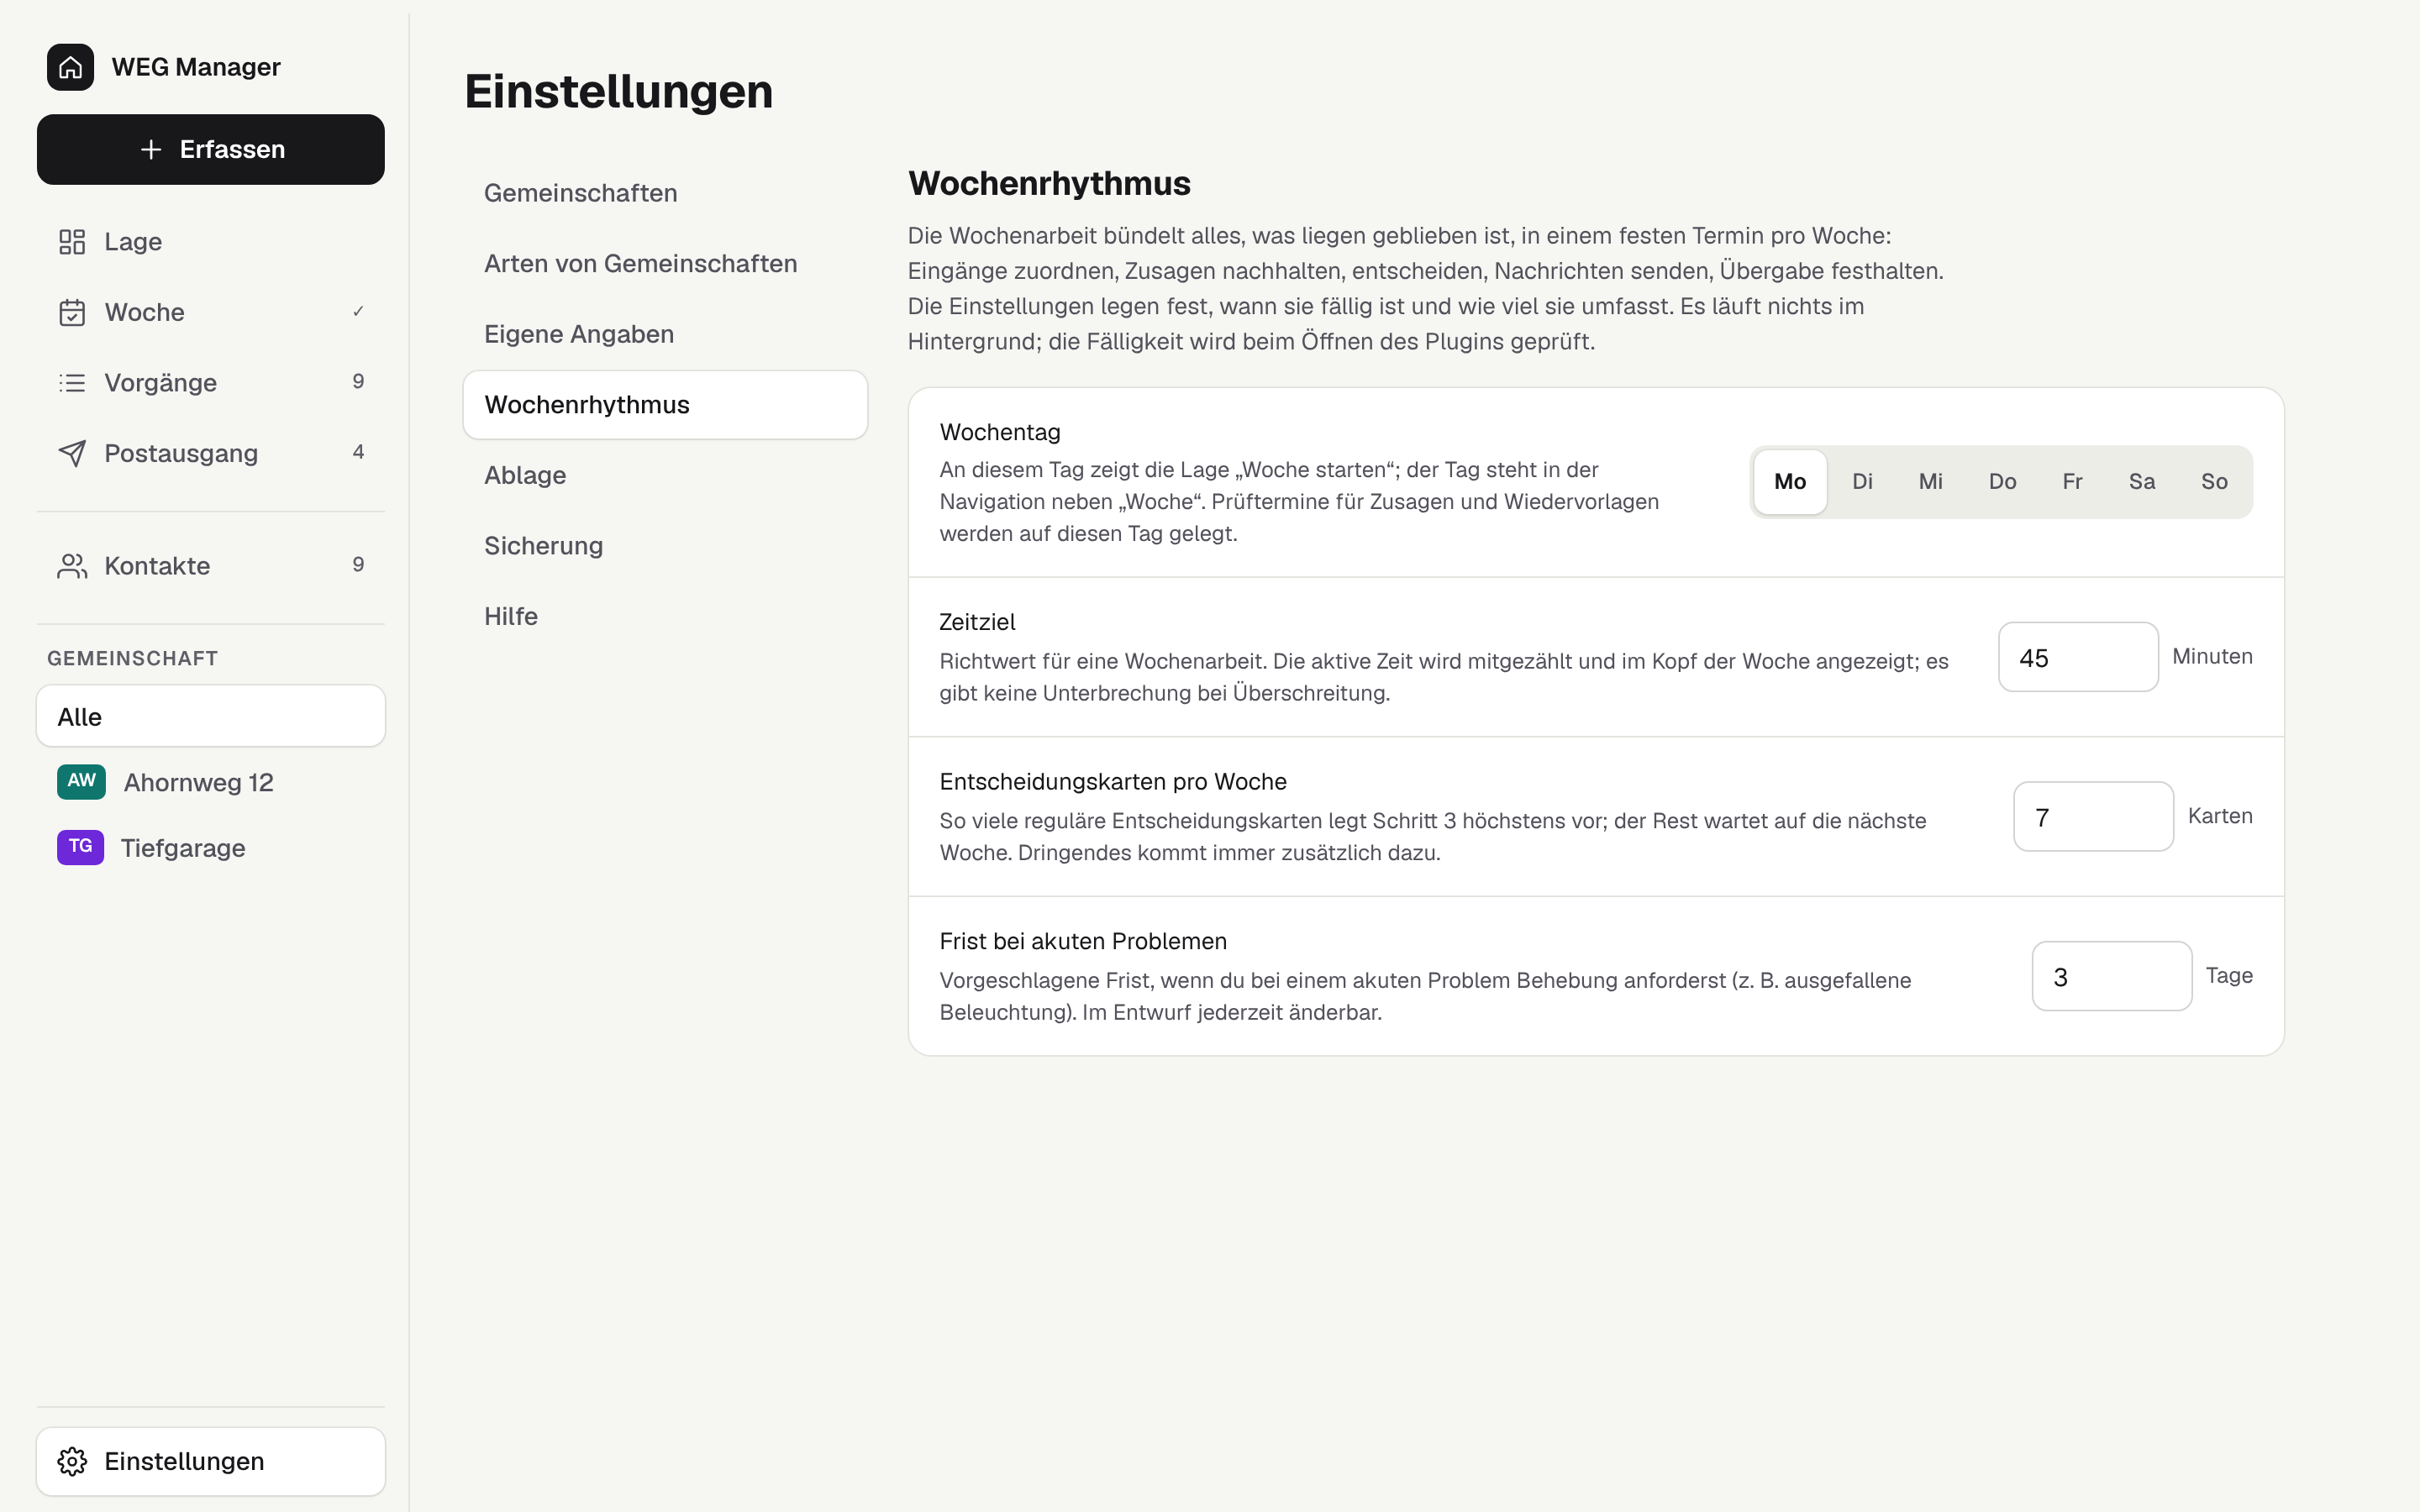 WEG Manager
Erfassen
Lage
Woche ✓
Vorgänge 9
Postausgang 4
Kontakte 9
GEMEINSCHAFT
Alle
AW Ahornweg 12
TG Tiefgarage
Einstellungen
Einstellungen
Gemeinschaften
Arten von Gemeinschaften
Eigene Angaben
Wochenrhythmus
Ablage
Sicherung
Hilfe
Wochenrhythmus
Die Wochenarbeit bündelt alles, was liegen geblieben ist, in einem festen Termin pro Woche:
Eingänge zuordnen, Zusagen nachhalten, entscheiden, Nachrichten senden, Übergabe festhalten.
Die Einstellungen legen fest, wann sie fällig ist und wie viel sie umfasst. Es läuft nichts im
Hintergrund; die Fälligkeit wird beim Öffnen des Plugins geprüft.
Wochentag
An diesem Tag zeigt die Lage „Woche starten“; der Tag steht in der
Navigation neben „Woche“. Prüftermine für Zusagen und Wiedervorlagen
werden auf diesen Tag gelegt.
Mo Di Mi Do Fr Sa So
Zeitziel
Richtwert für eine Wochenarbeit. Die aktive Zeit wird mitgezählt und im Kopf der Woche angezeigt; es
gibt keine Unterbrechung bei Überschreitung.
45 Minuten
Entscheidungskarten pro Woche
So viele reguläre Entscheidungskarten legt Schritt 3 höchstens vor; der Rest wartet auf die nächste
Woche. Dringendes kommt immer zusätzlich dazu.
7 Karten
Frist bei akuten Problemen
Vorgeschlagene Frist, wenn du bei einem akuten Problem Behebung anforderst (z. B. ausgefallene
Beleuchtung). Im Entwurf jederzeit änderbar.
3 Tage